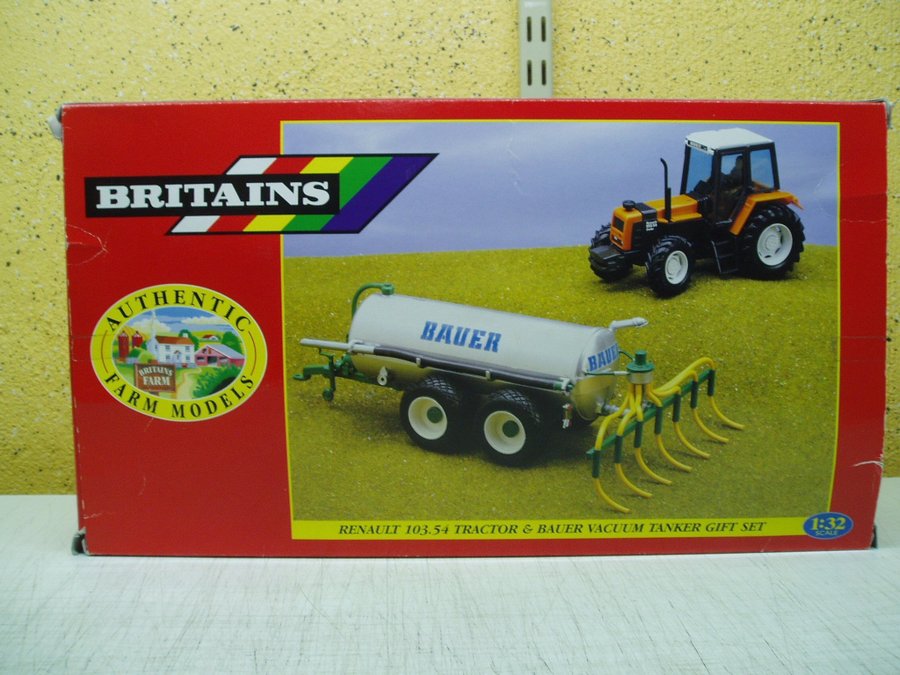 BRITAINS
AUTHENTIC
BRITAINS
FARM
FARM MODELS
BAUER
BAUER
RENAULT 103.54 TRACTOR & BAUER VACUUM TANKER GIFT SET
1:32
SCALE